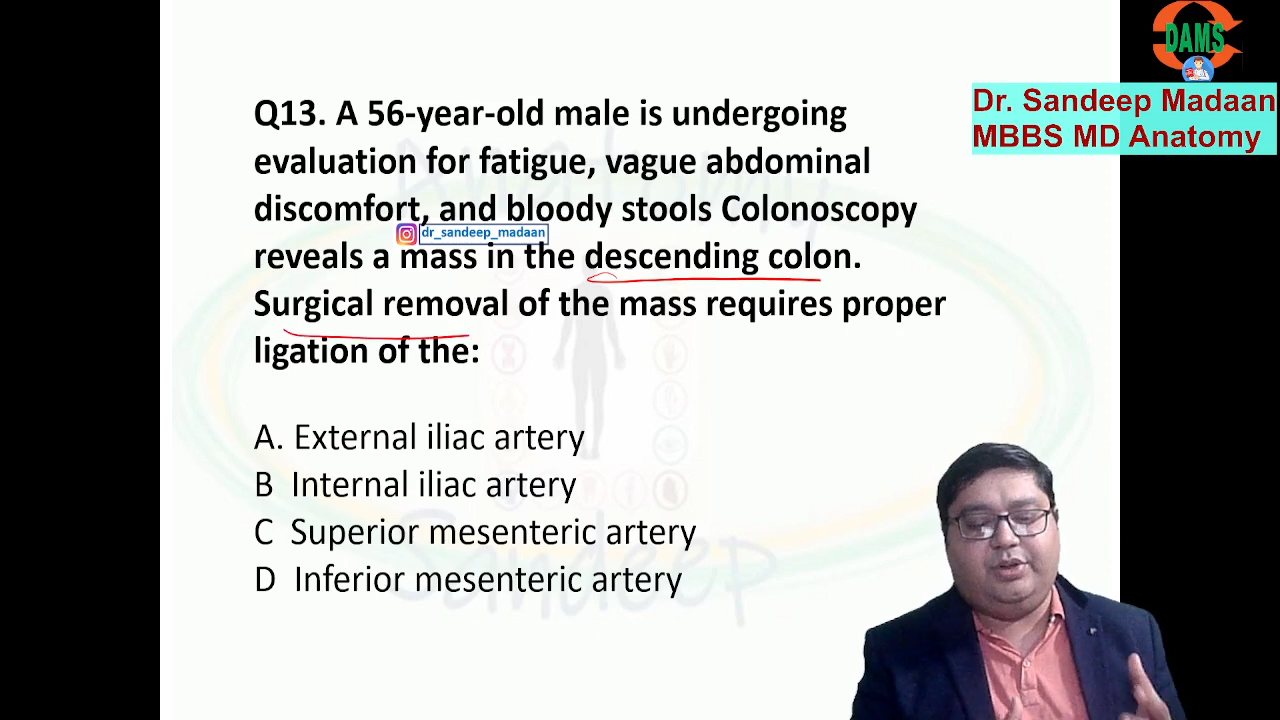 DAMS
Dr. Sandeep Madaan
MBBS MD Anatomy
Q13. A 56-year-old male is undergoing
evaluation for fatigue, vague abdominal
discomfort, and bloody stools Colonoscopy
dr_sandeep_madaan
reveals a mass in the descending colon.
Surgical removal of the mass requires proper
ligation of the:
A. External iliac artery
B Internal iliac artery
C Superior mesenteric artery
D Inferior mesenteric artery
Anatomy
Sandeep